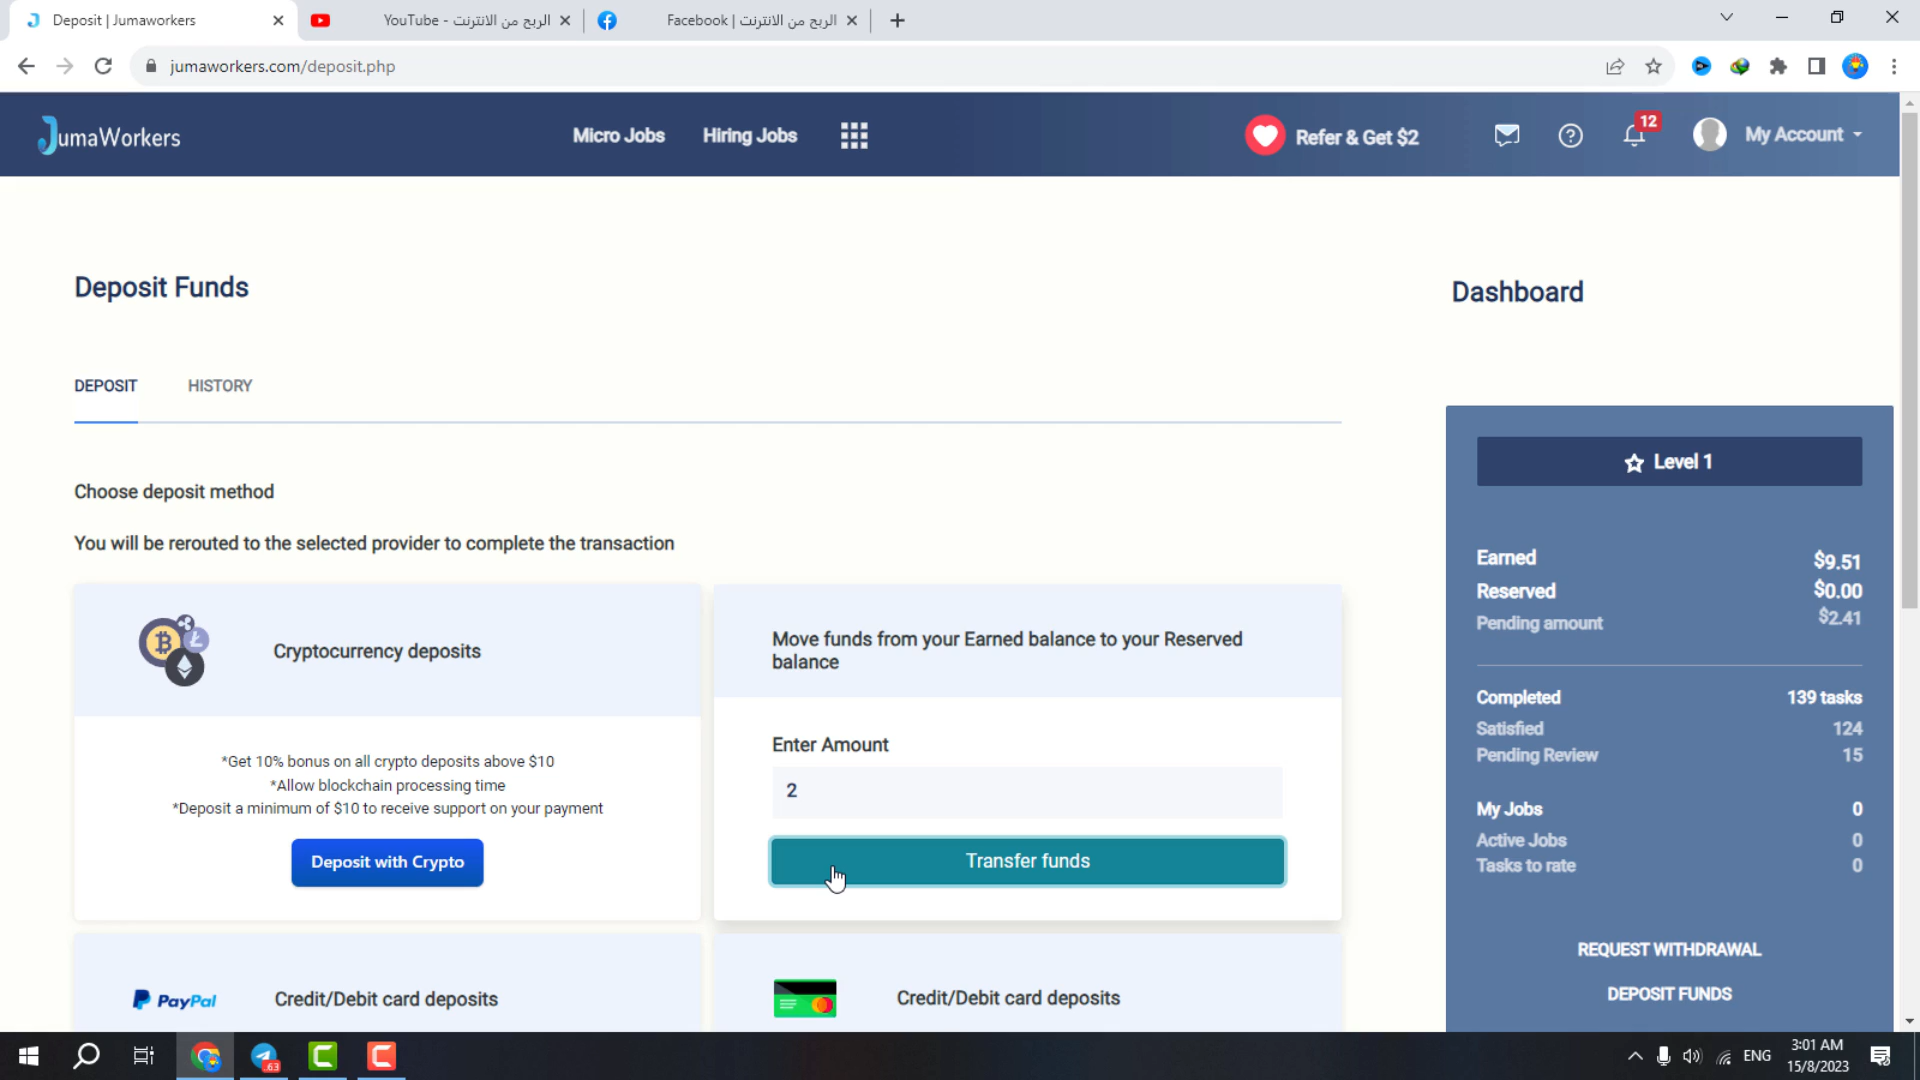 Deposit | Jumaworkers
YouTube - الربح من الانترنت
Facebook | الربح من الانترنت
jumaworkers.com/deposit.php
JumaWorkers
Micro Jobs
Hiring Jobs
Refer & Get $2
12
My Account
Deposit Funds
Dashboard
DEPOSIT
HISTORY
Level 1
Choose deposit method
You will be rerouted to the selected provider to complete the transaction
Earned $9.51
Reserved $0.00
Pending amount $2.41
Cryptocurrency deposits
Move funds from your Earned balance to your Reserved
balance
Completed 139 tasks
Satisfied 124
Pending Review 15
*Get 10% bonus on all crypto deposits above $10
*Allow blockchain processing time
*Deposit a minimum of $10 to receive support on your payment
Deposit with Crypto
Enter Amount
2
Transfer funds
My Jobs 0
Active Jobs 0
Tasks to rate 0
REQUEST WITHDRAWAL
DEPOSIT FUNDS
PayPal
Credit/Debit card deposits
Credit/Debit card deposits
63
ENG
3:01 AM
15/8/2023